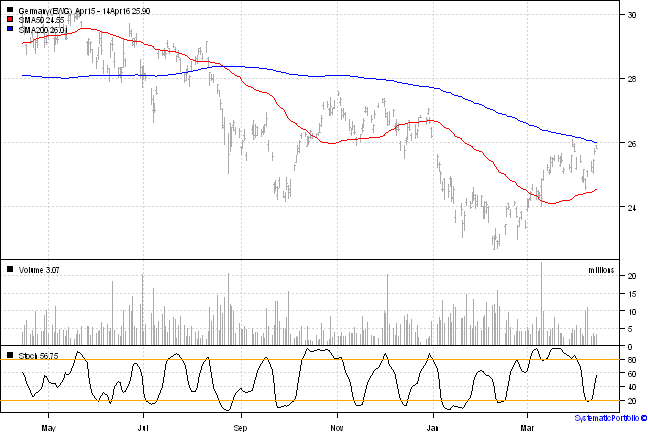 Germany(EWG) Apr15 - 14Apr16 25.90
SMA50 24.55
SMA200 26.01
30
28
26
24
Volume 3.07
millions
20
15
10
5
0
Stoch 56.75
80
60
40
20
May
Jul
Sep
Nov
Jan
Mar
SystematicPortfolio ©